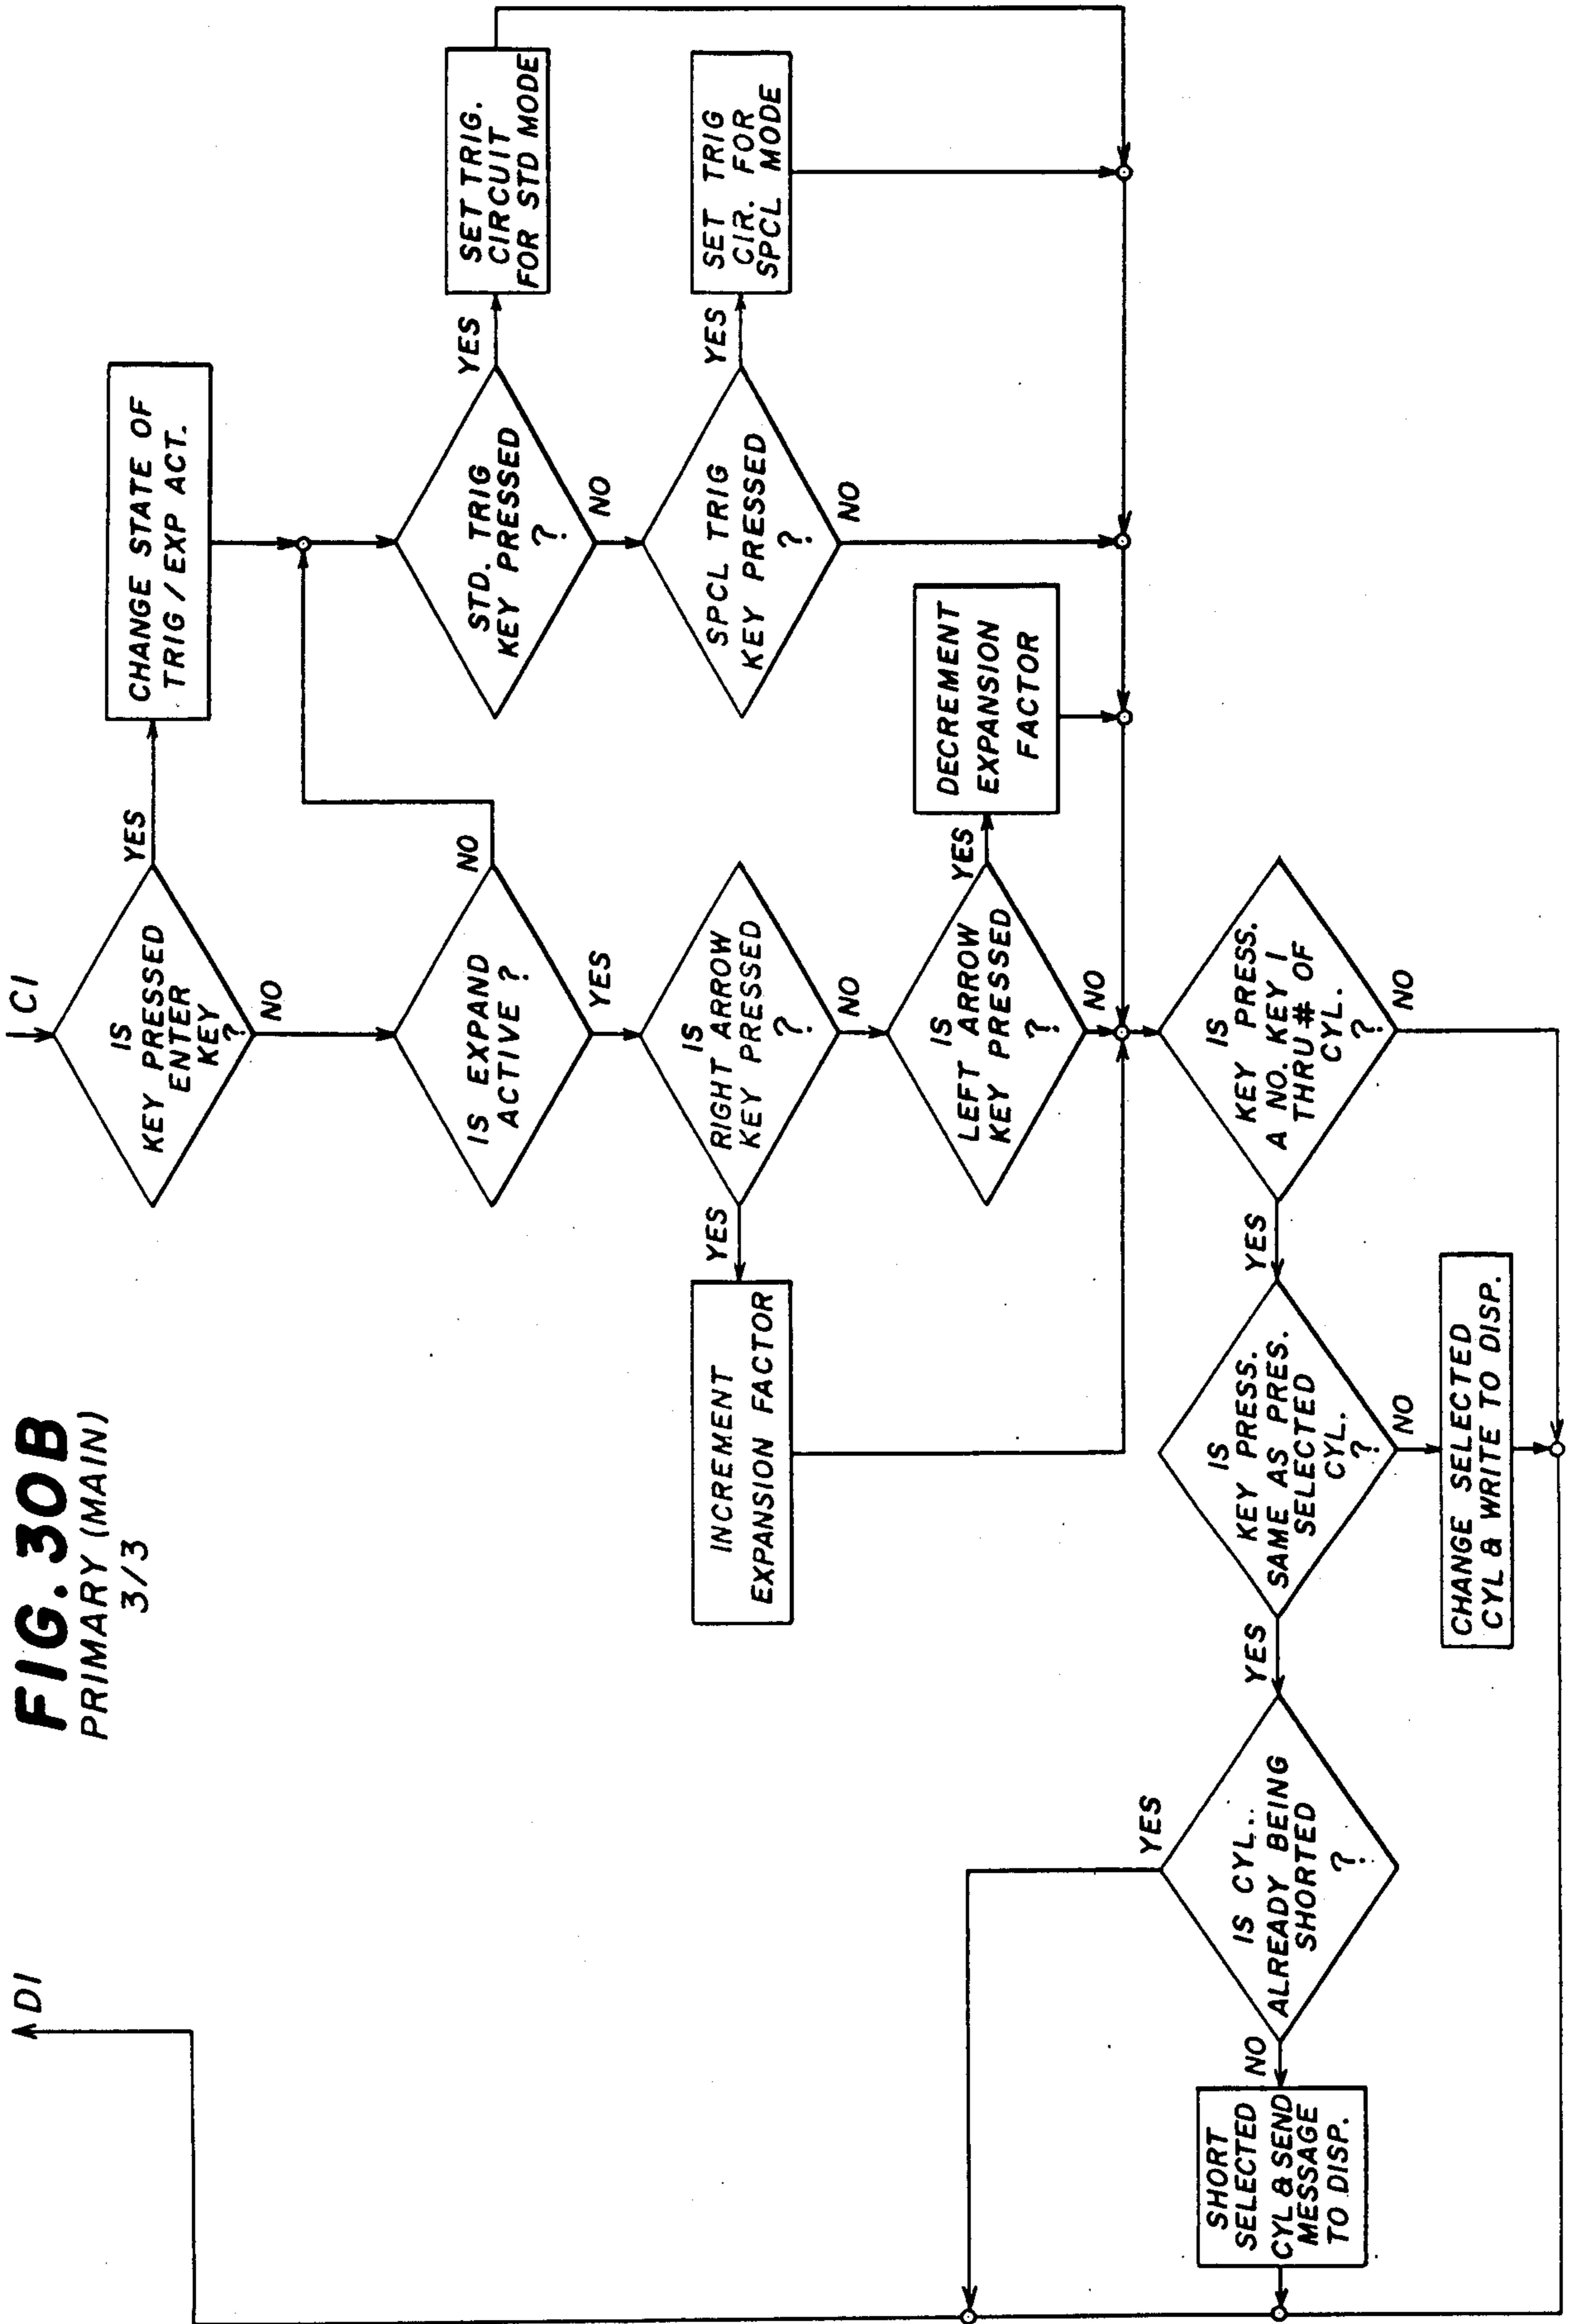 FIG. 30B
PRIMARY (MAIN)
3/3
C1
IS
KEY PRESSED
ENTER
KEY
?
YES
NO
CHANGE STATE OF
TRIG / EXP ACT.
IS EXPAND
ACTIVE ?
NO
YES
STD. TRIG
KEY PRESSED
?
YES
NO
SET TRIG.
CIRCUIT
FOR STD MODE
SPCL TRIG
KEY PRESSED
?
YES
NO
SET TRIG
CIR. FOR
SPCL MODE
IS
RIGHT ARROW
KEY PRESSED
?
YES
NO
INCREMENT
EXPANSION FACTOR
IS
LEFT ARROW
KEY PRESSED
?
YES
NO
DECREMENT
EXPANSION
FACTOR
IS
KEY PRESS.
A NO. KEY 1
THRU # OF
CYL.
?
YES
NO
IS
KEY PRESS.
SAME AS PRES.
SELECTED
CYL.
?
YES
NO
CHANGE SELECTED
CYL & WRITE TO DISP.
IS CYL..
ALREADY BEING
SHORTED
?
YES
NO
SHORT
SELECTED
CYL & SEND
MESSAGE
TO DISP.
D1